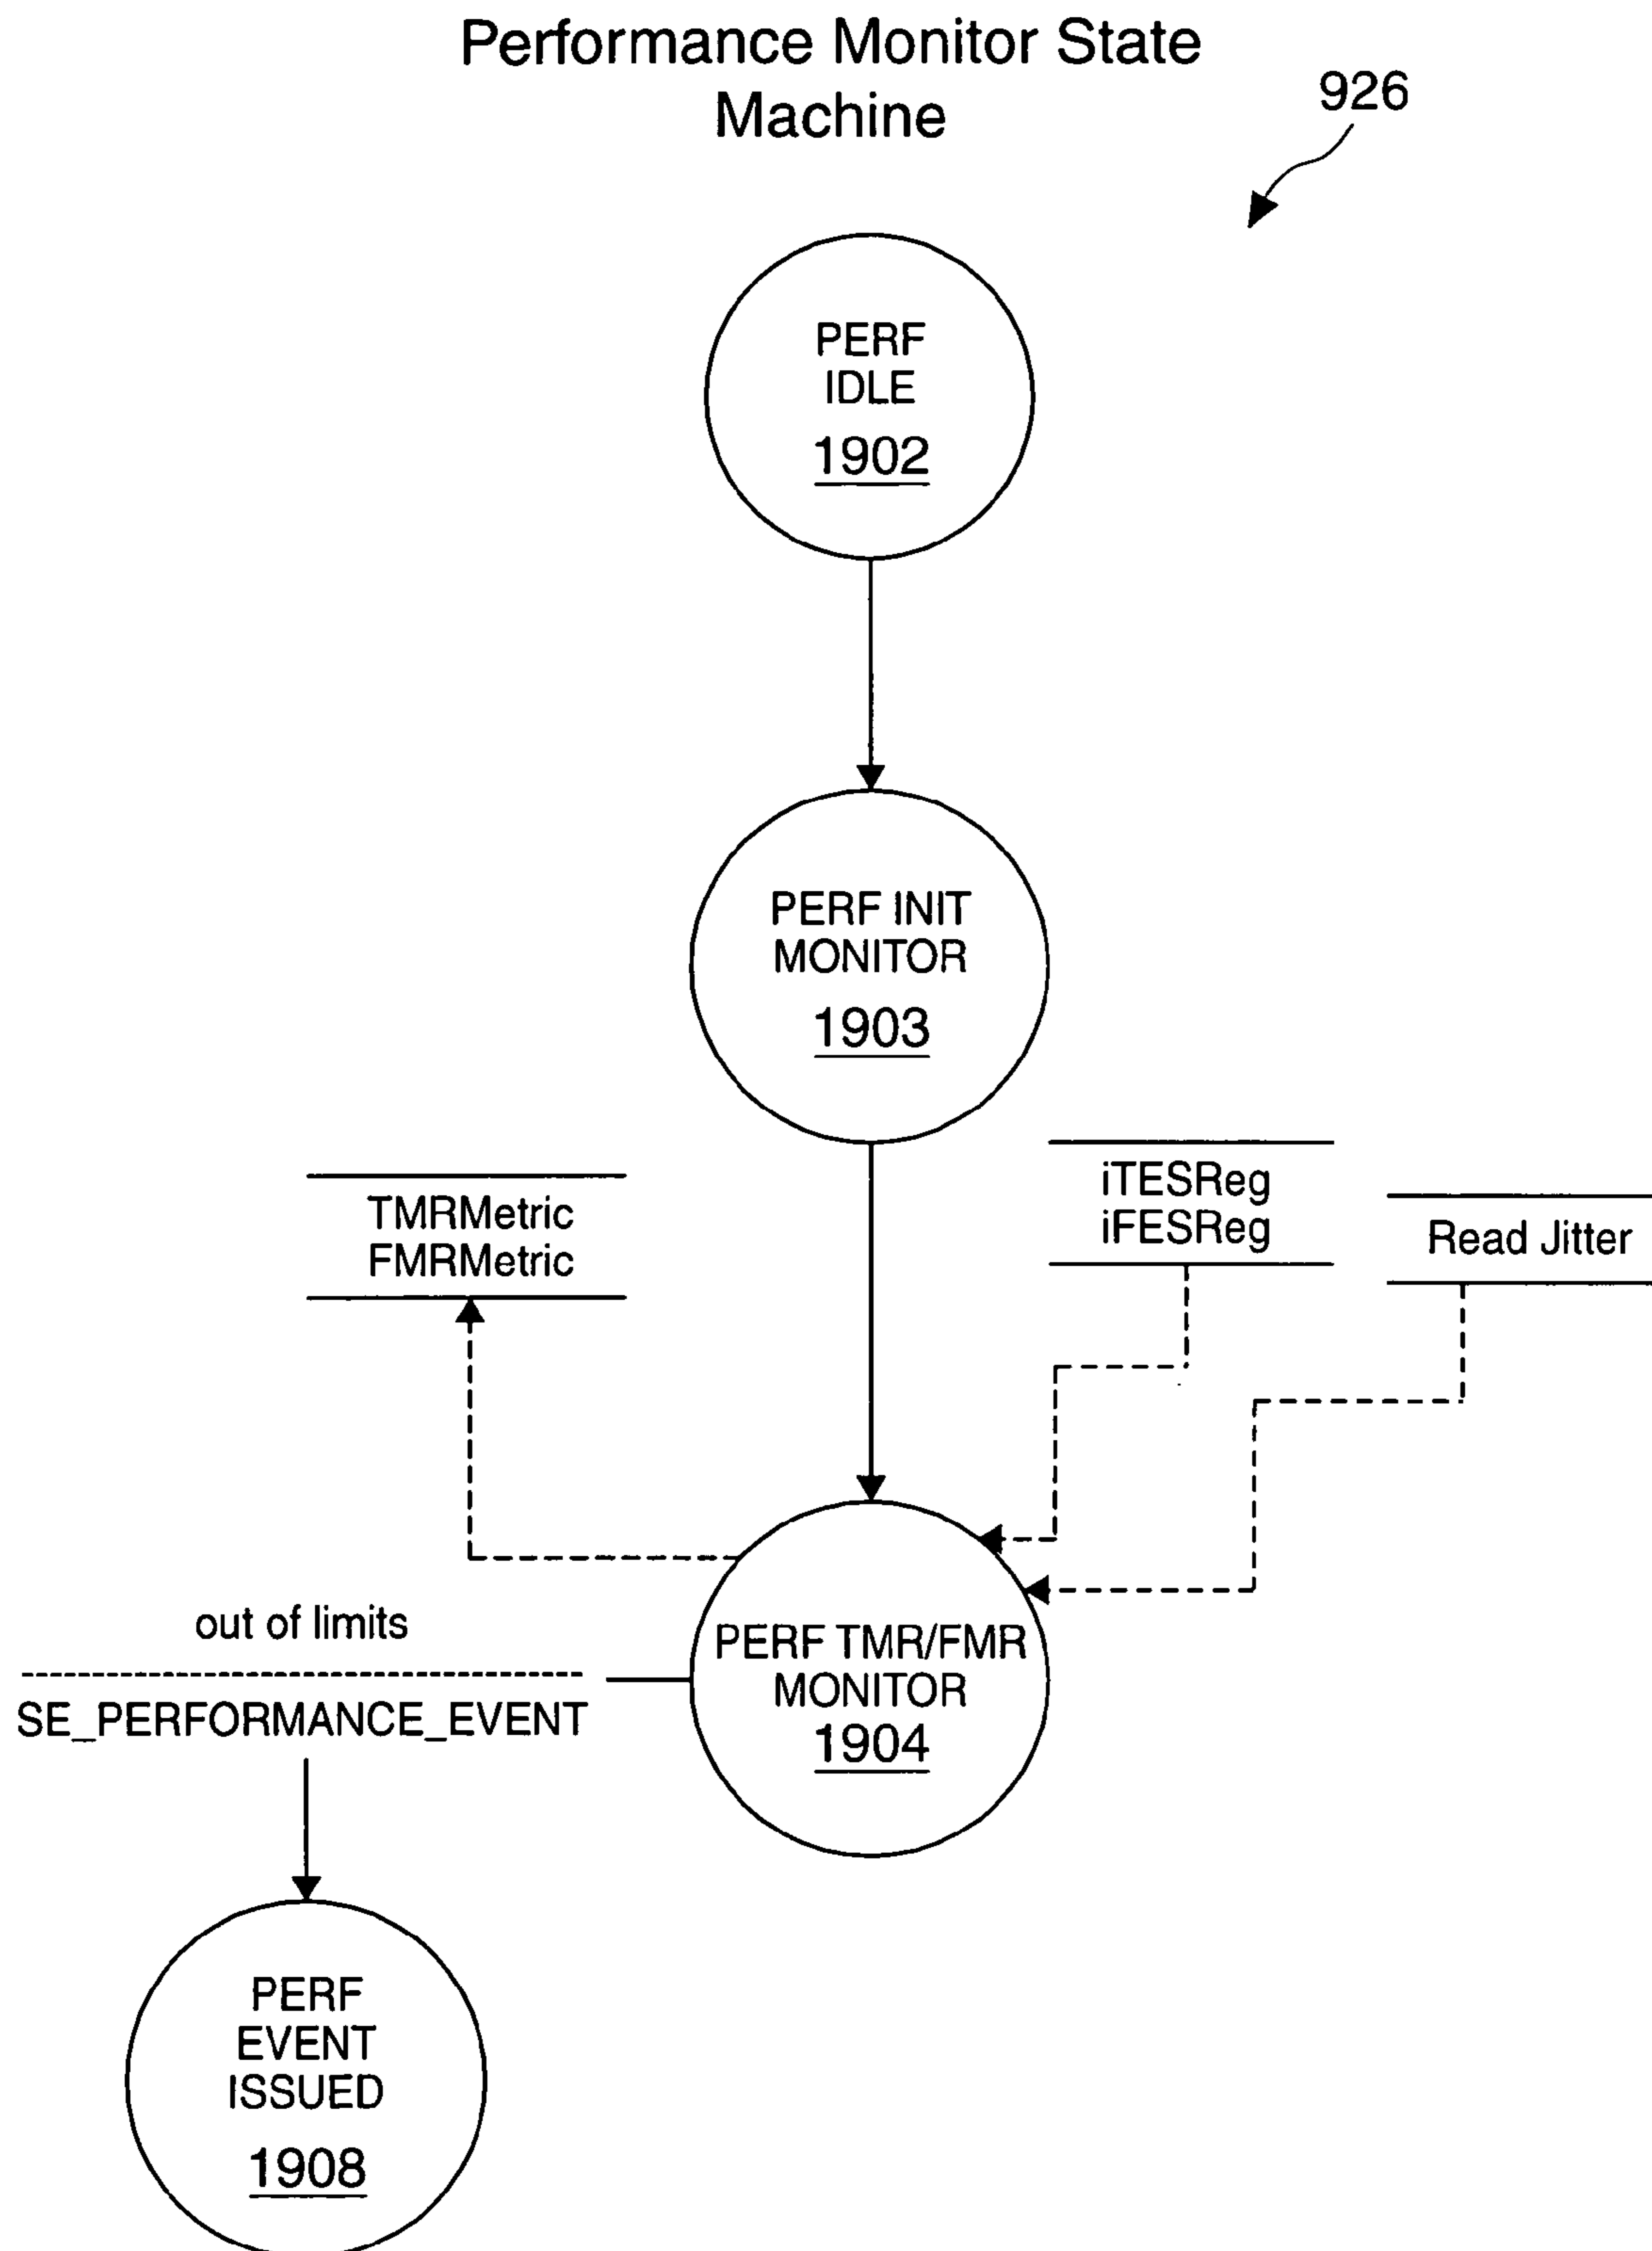 Performance Monitor State
Machine
926
PERF
IDLE
1902
PERF INIT
MONITOR
1903
TMRMetric
FMRMetric
iTESReg
iFESReg
Read Jitter
out of limits
SE_PERFORMANCE_EVENT
PERF TMR/FMR
MONITOR
1904
PERF
EVENT
ISSUED
1908